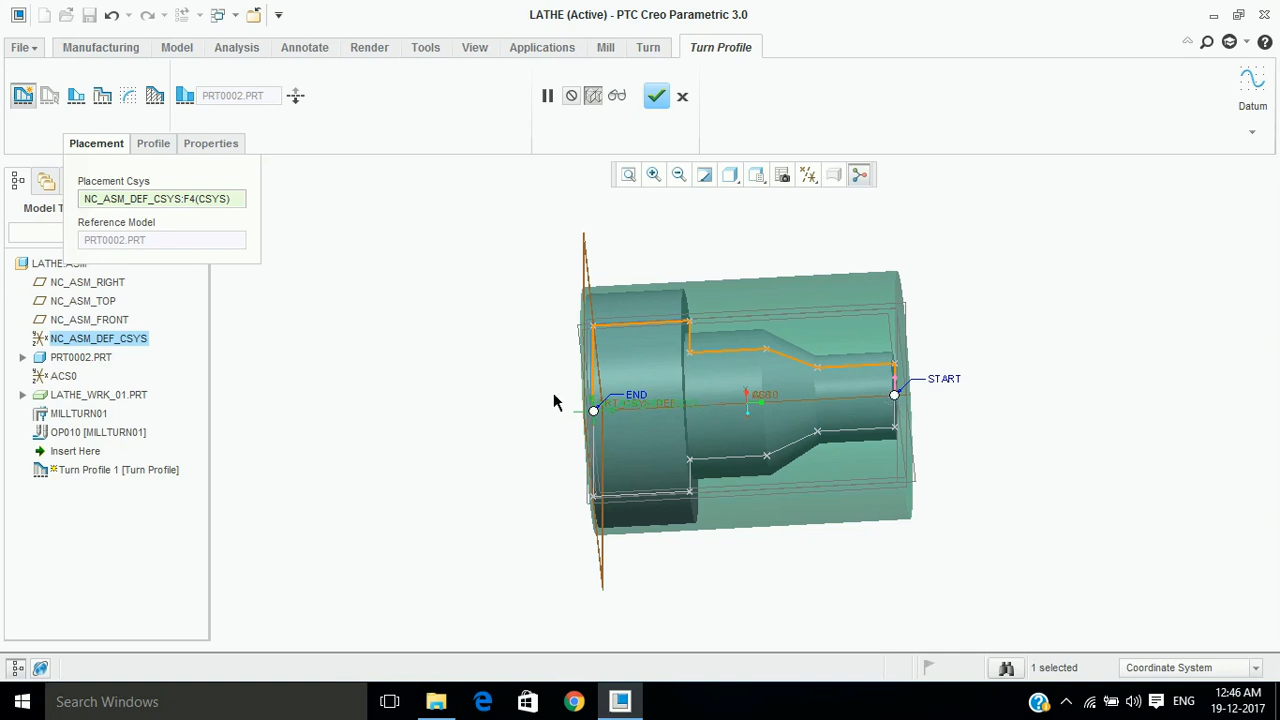 LATHE (Active) - PTC Creo Parametric 3.0
File Manufacturing Model Analysis Annotate Render Tools View Applications Mill Turn Turn Profile
PRT0002.PRT
Datum
Placement Profile Properties
Placement Csys
NC_ASM_DEF_CSYS:F4(CSYS)
Reference Model
PRT0002.PRT
Model T
LATHE.ASM
NC_ASM_RIGHT
NC_ASM_TOP
NC_ASM_FRONT
NC_ASM_DEF_CSYS
PRT0002.PRT
ACS0
LATHE_WRK_01.PRT
MILLTURN01
OP010 [MILLTURN01]
Insert Here
Turn Profile 1 [Turn Profile]
START
END
1 selected
Coordinate System
Search Windows
ENG
12:46 AM
19-12-2017